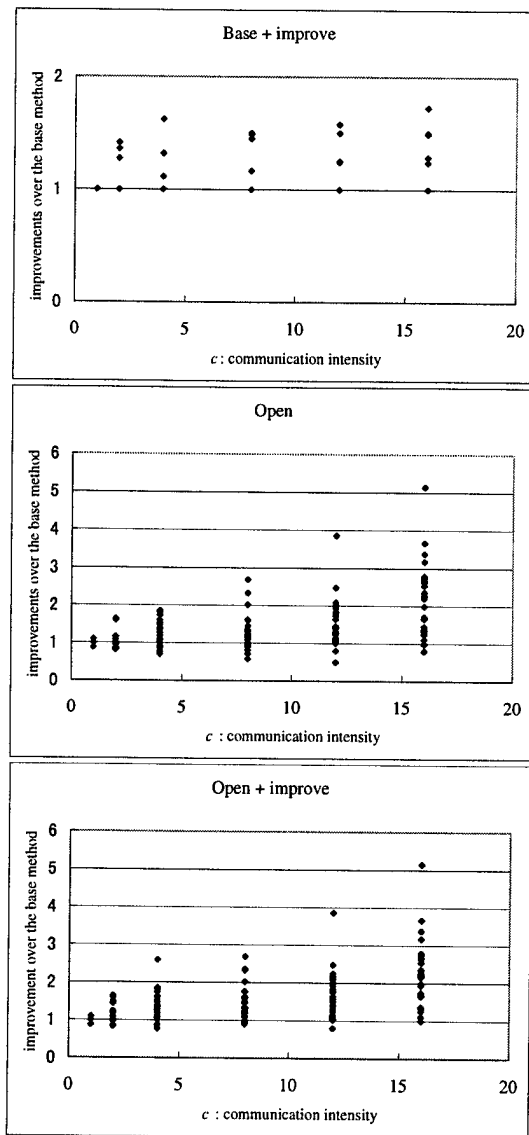 Base + improve
improvements over the base method
2
1
0
0 5 10 15 20
c : communication intensity
Open
improvements over the base method
6
5
4
3
2
1
0
0 5 10 15 20
c : communication intensity
Open + improve
improvement over the base method
6
5
4
3
2
1
0
0 5 10 15 20
c : communication intensity